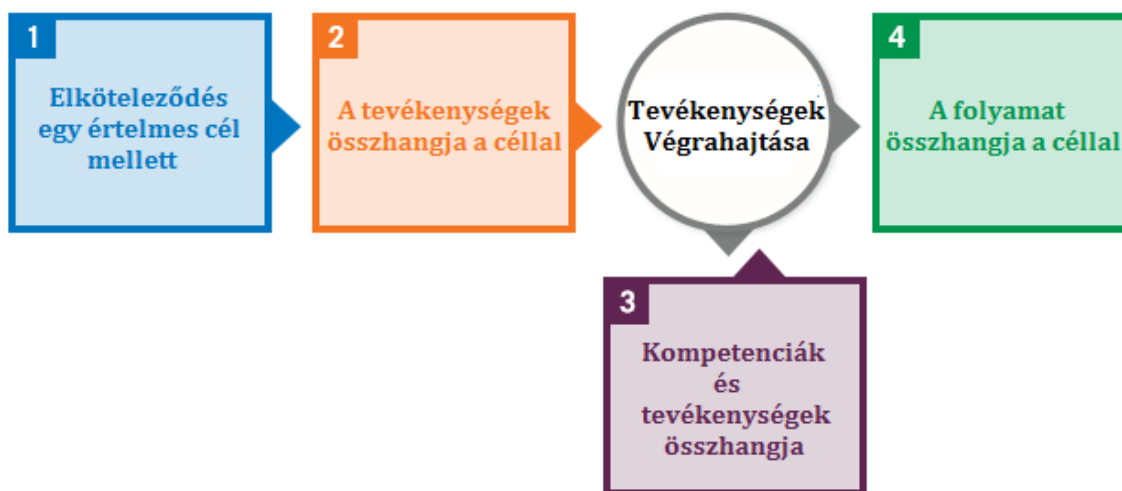 1
Elköteleződés
egy értelmes cél
mellett
2
A tevékenységek
összhangja a céllal
Tevékenységek
Végrahajtása
4
A folyamat
összhangja a céllal
3
Kompetenciák
és
tevékenységek
összhangja